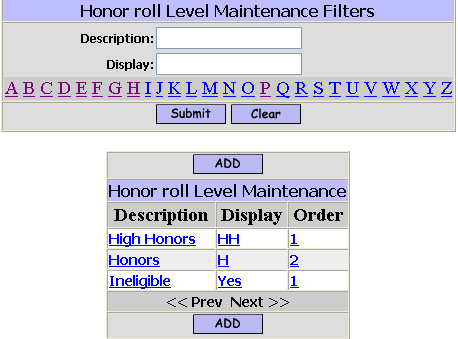 Honor roll Level Maintenance Filters
Description:
Display:
A B C D E F G H I J K L M N O P Q R S T U V W X Y Z
Submit Clear
ADD
Honor roll Level Maintenance
Description Display Order
High Honors HH 1
Honors H 2
Ineligible Yes 1
<< Prev Next >>
ADD